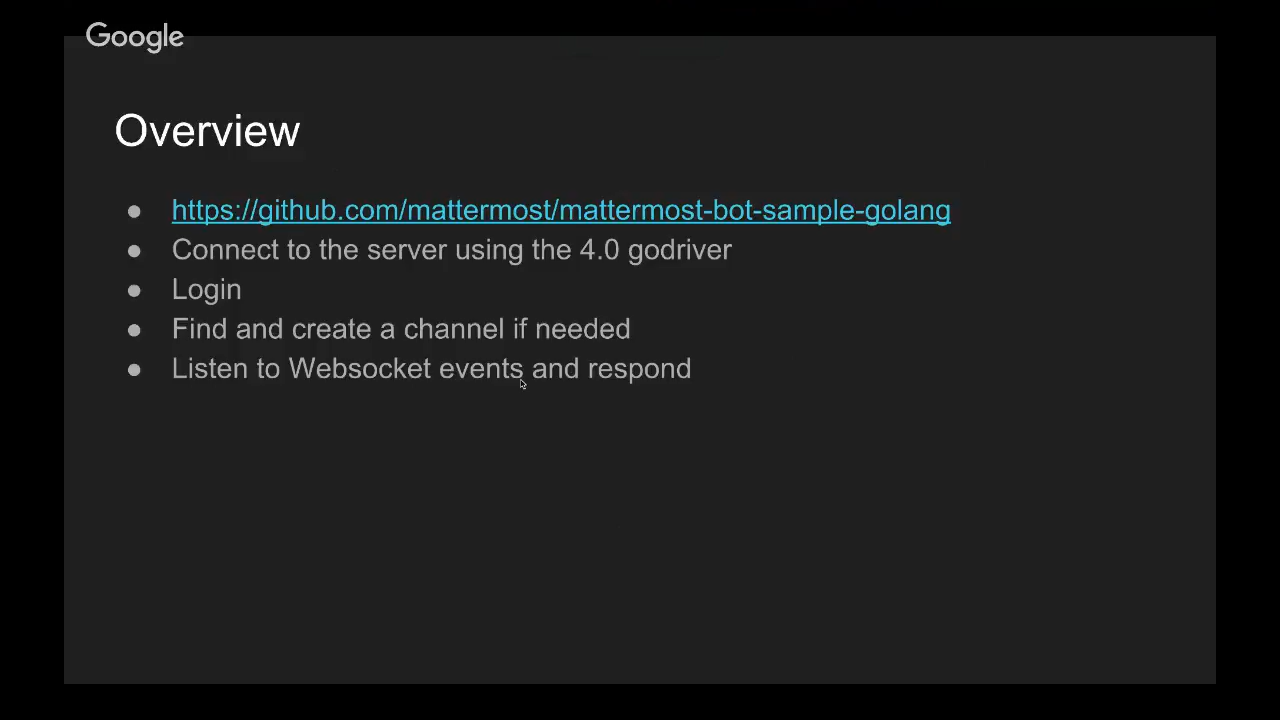 Google
Overview
https://github.com/mattermost/mattermost-bot-sample-golang
Connect to the server using the 4.0 godriver
Login
Find and create a channel if needed
Listen to Websocket events and respond